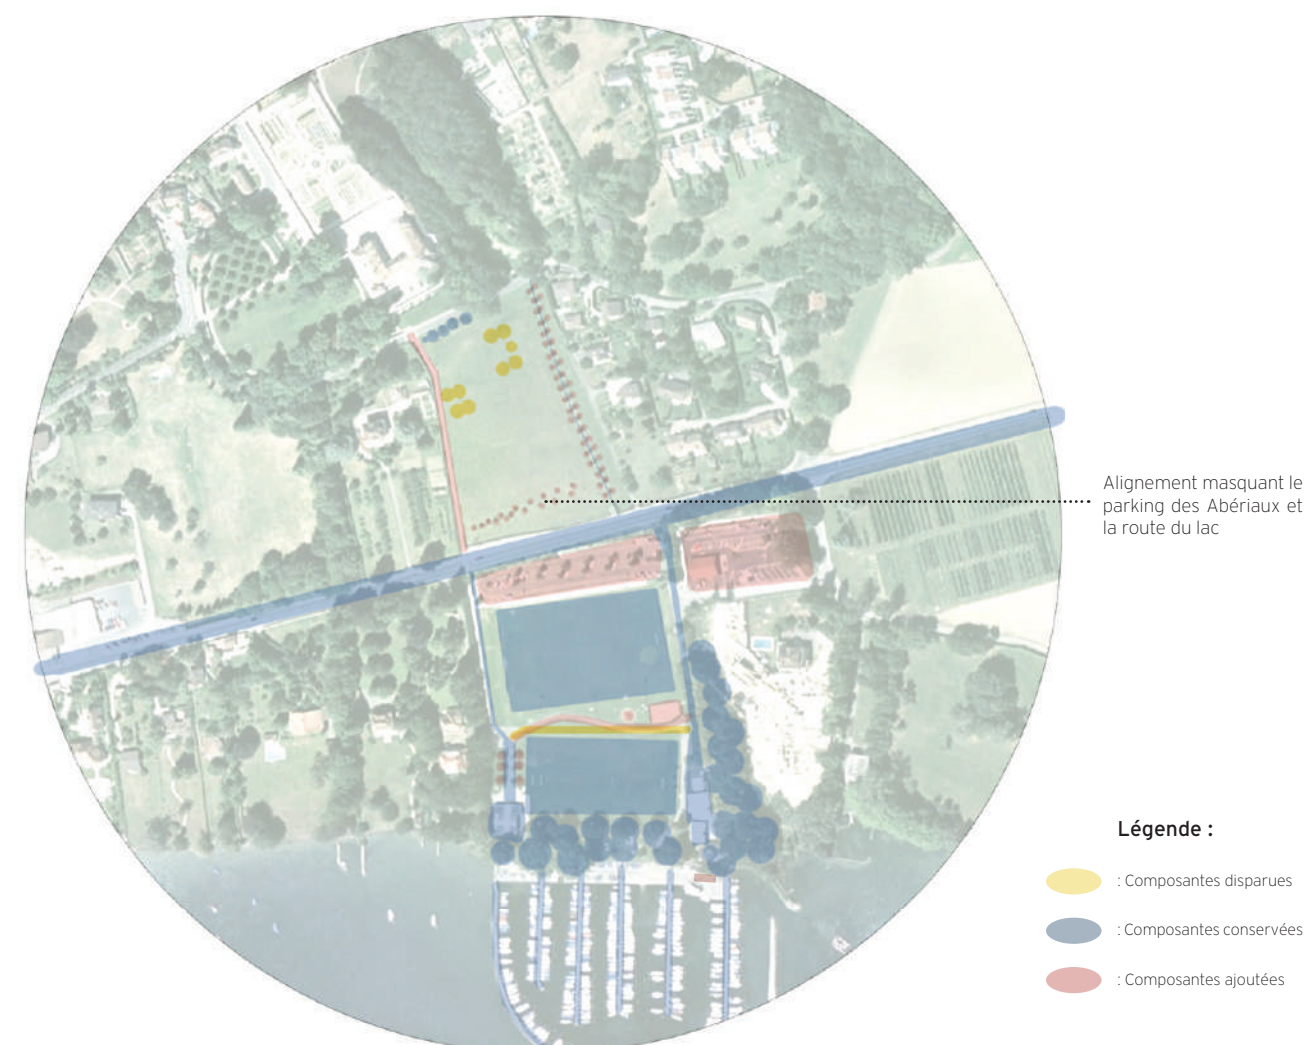 Alignement masquant le
parking des Abériaux et
la route du lac
Légende :
: Composantes disparues
: Composantes conservées
: Composantes ajoutées